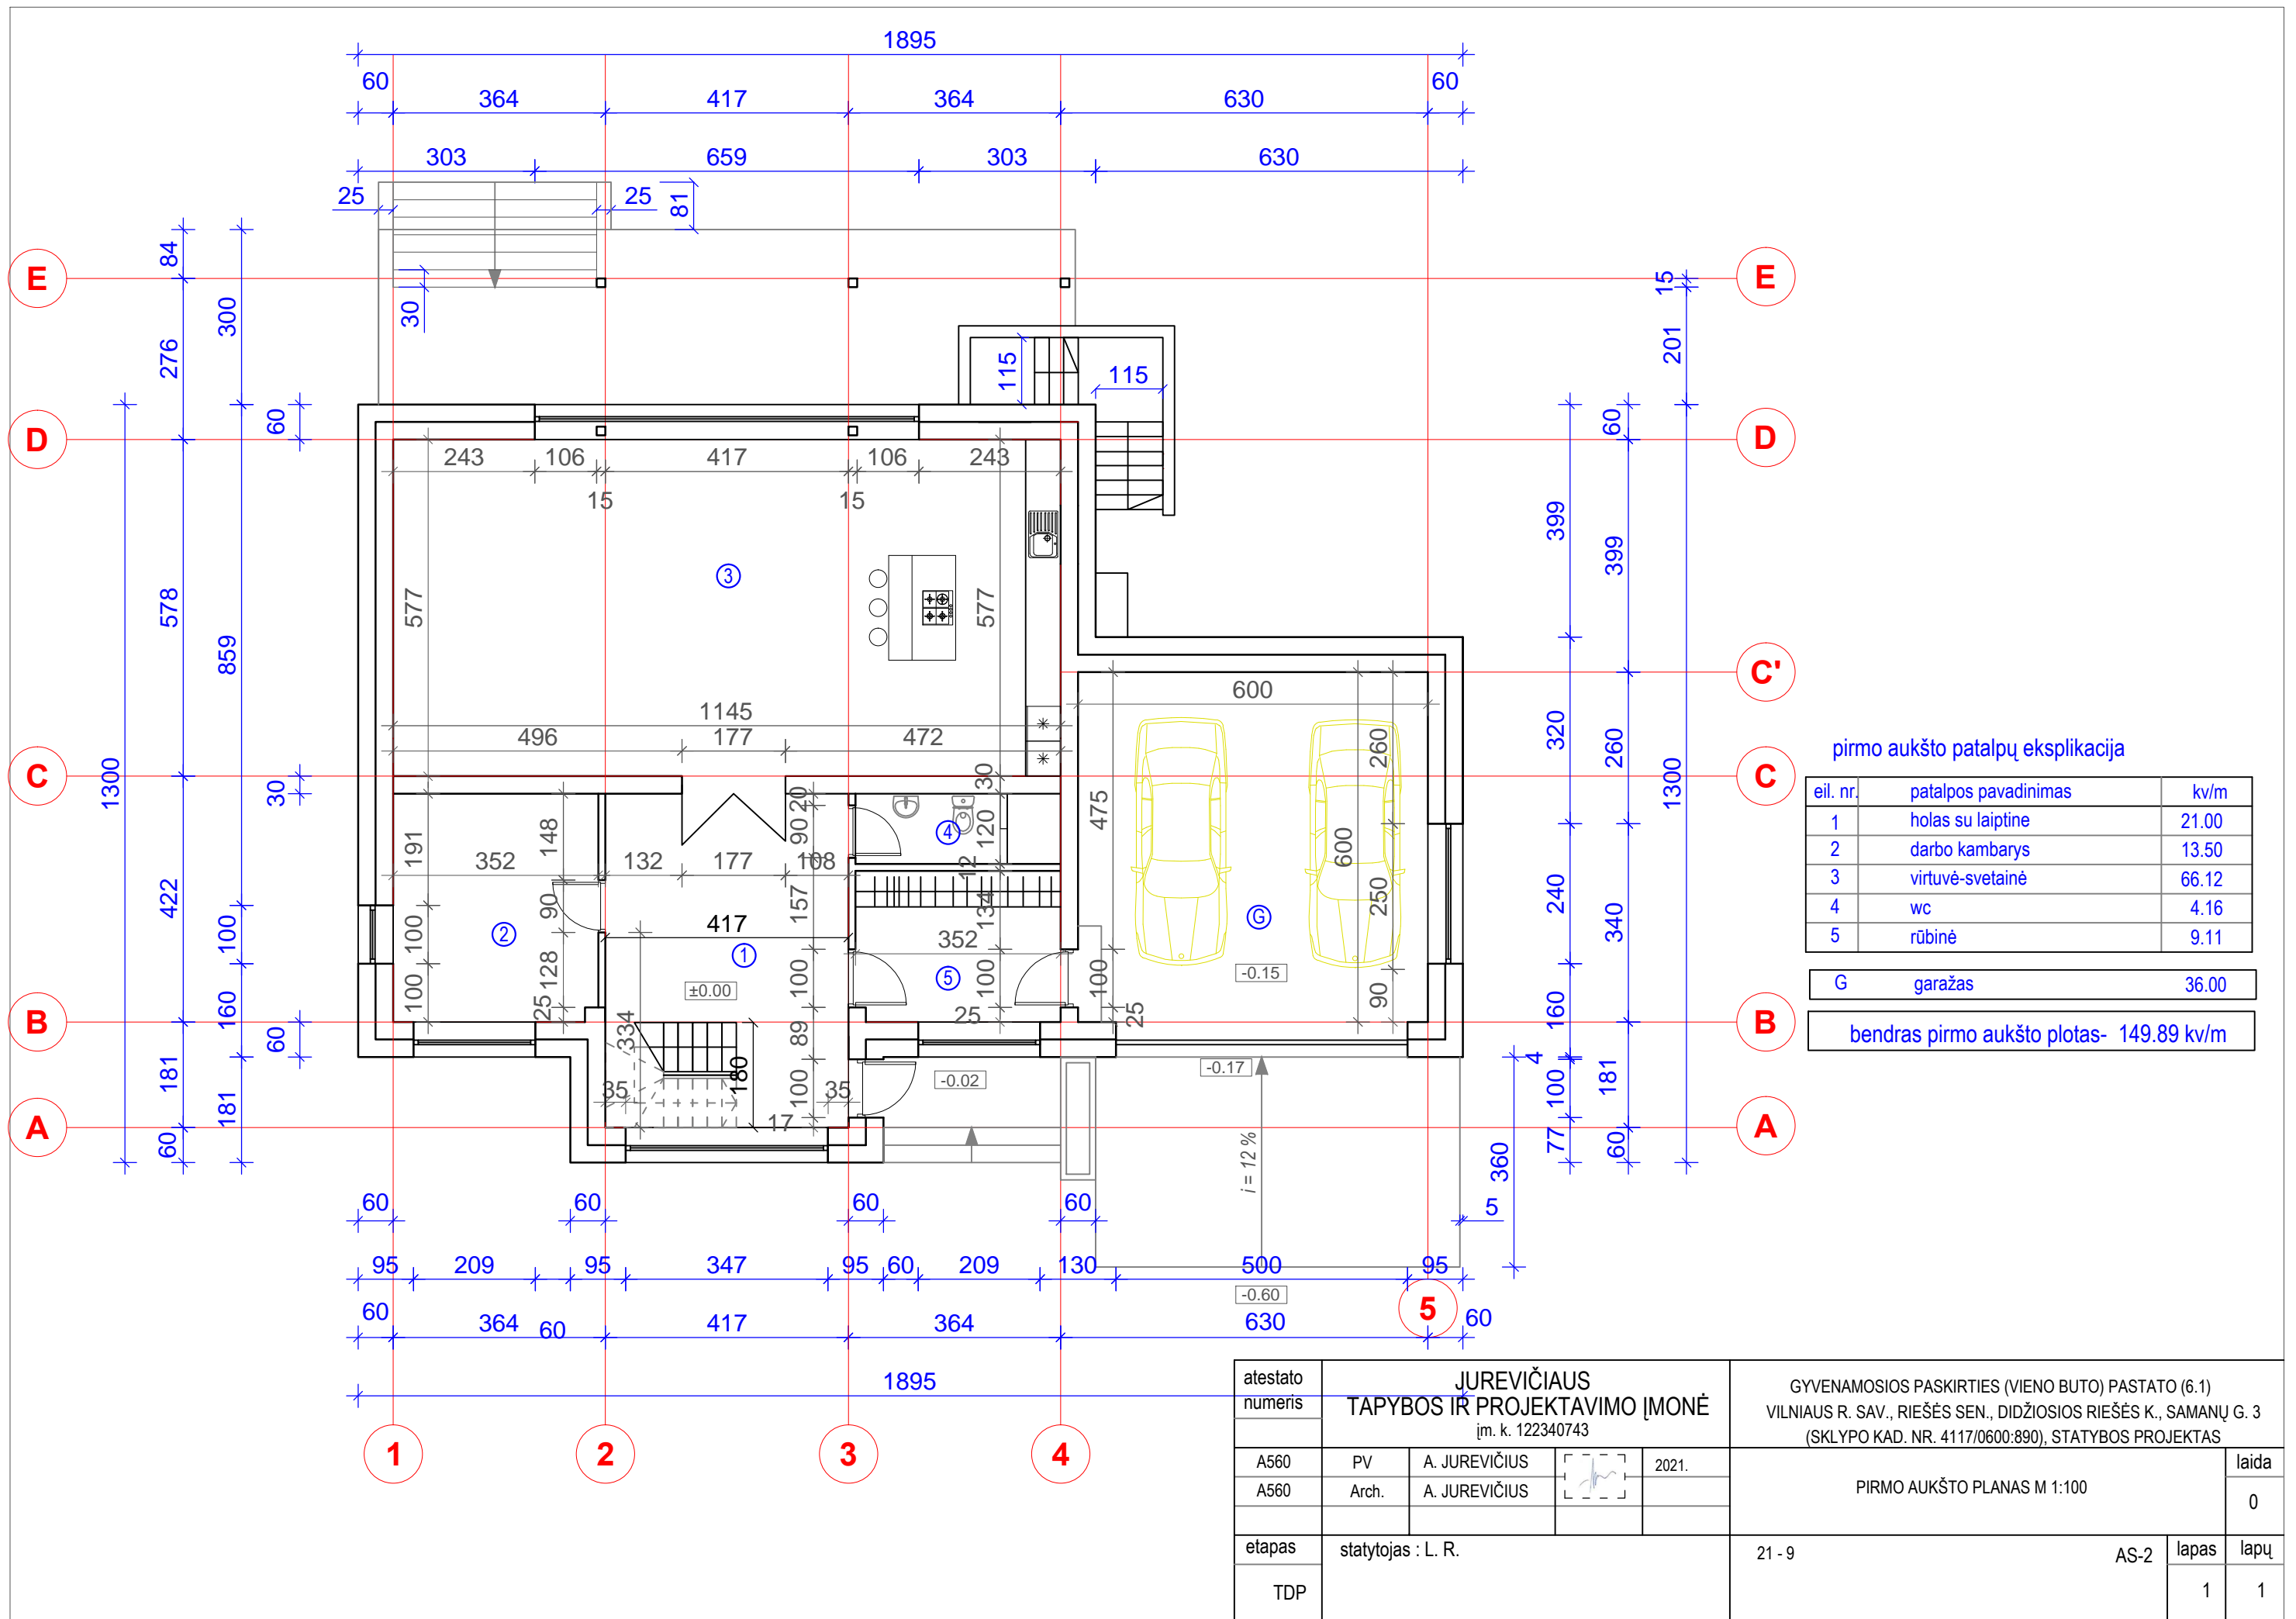 1895
60 60
364 417 364 630
303 659 303 630
25 25 81
84
E E
15
30 300
276 201
115 115
60 60
D D
243 106 417 106 243
15 15
399
399
3
578 577 577
859
C'
600
1145
496 177 472
320 260 260
C C
1300 1300
30 30
20
90
475
191 148 120
4
600
352 132 177 108
12
422 157 134
90 250 240
417
G
340
2 1
100 100 352
5
-0.15
128 100 100 100
±0.00
100 90
160 160
25 25 25
B B
60 334 89
4
-0.17
181 180 -0.02 100 181
35 100 35
181
17
A A
60 77 60
i = 12 %
360
60 60 60 60
5
95 209 95 347 95 60 209 130 500 95
-0.60
60 5 60
364 60 417 364 630
1895
1 2 3 4
pirmo aukšto patalpų eksplikacija
eil. nr. patalpos pavadinimas kv/m
1 holas su laiptine 21.00
2 darbo kambarys 13.50
3 virtuvė-svetainė 66.12
4 wc 4.16
5 rūbinė 9.11
G garažas 36.00
bendras pirmo aukšto plotas- 149.89 kv/m
atestato
numeris
JUREVIČIAUS
TAPYBOS IR PROJEKTAVIMO ĮMONĖ
įm. k. 122340743
GYVENAMOSIOS PASKIRTIES (VIENO BUTO) PASTATO (6.1)
VILNIAUS R. SAV., RIEŠĖS SEN., DIDŽIOSIOS RIEŠĖS K., SAMANŲ G. 3
(SKLYPO KAD. NR. 4117/0600:890), STATYBOS PROJEKTAS
A560 PV A. JUREVIČIUS 2021.
A560 Arch. A. JUREVIČIUS
PIRMO AUKŠTO PLANAS M 1:100
laida
0
etapas
TDP
statytojas : L. R.
21 - 9 AS-2
lapas lapų
1 1